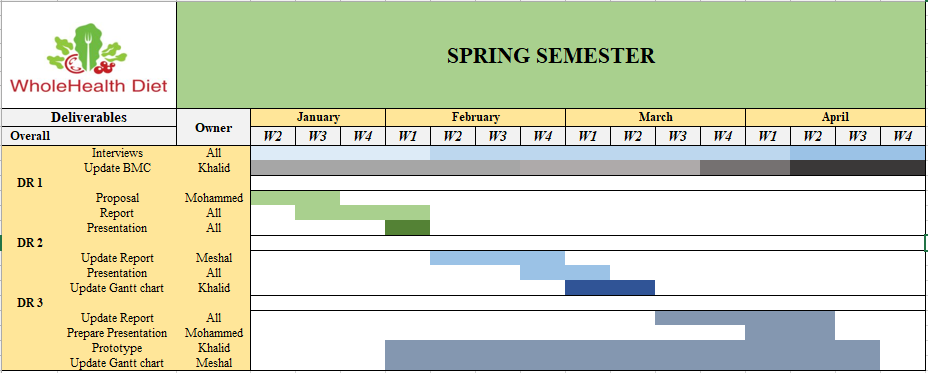 SPRING SEMESTER
WholeHealth Diet
Deliverables Owner January February March April
Overall W2 W3 W4 W1 W2 W3 W4 W1 W2 W3 W4 W1 W2 W3 W4
Interviews All
Update BMC Khalid
DR 1
Proposal Mohammed
Report All
Presentation All
DR 2
Update Report Meshal
Presentation All
Update Gantt chart Khalid
DR 3
Update Report All
Prepare Presentation Mohammed
Prototype Khalid
Update Gantt chart Meshal